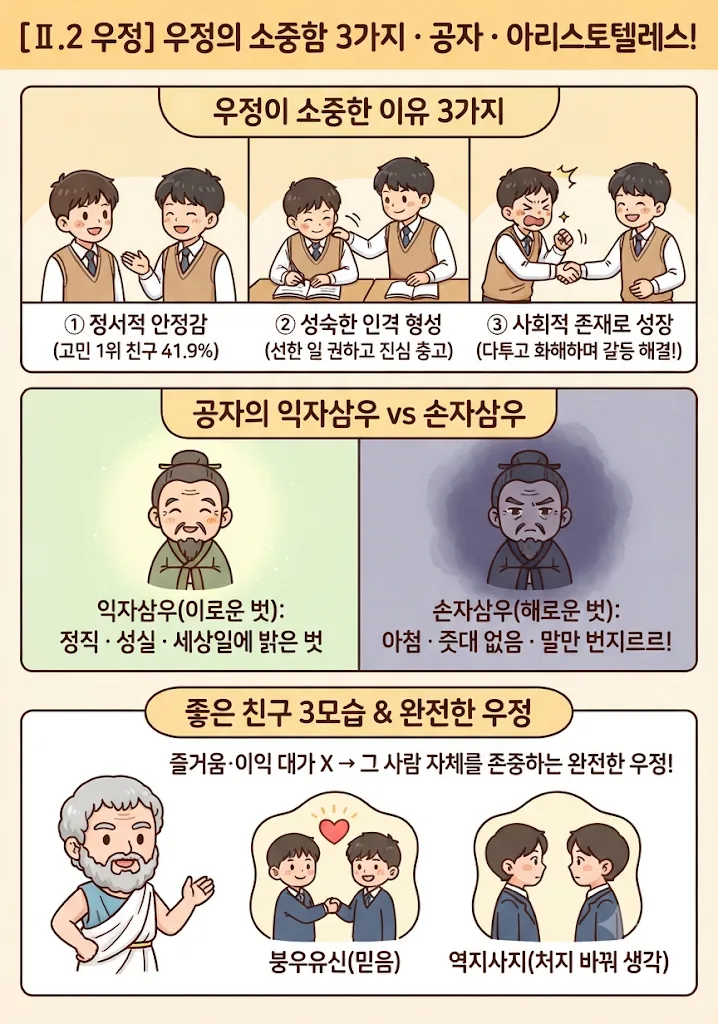 [Ⅱ.2 우정] 우정의 소중함 3가지 · 공자 · 아리스토텔레스!
우정이 소중한 이유 3가지
① 정서적 안정감
(고민 1위 친구 41.9%)
② 성숙한 인격 형성
(선한 일 권하고 진심 충고)
③ 사회적 존재로 성장
(다투고 화해하며 갈등 해결!)
공자의 익자삼우 vs 손자삼우
익자삼우(이로운 벗):
정직 · 성실 · 세상일에 밝은 벗
손자삼우(해로운 벗):
아첨 · 줏대 없음 · 말만 번지르르!
좋은 친구 3모습 & 완전한 우정
즐거움·이익 대가 X → 그 사람 자체를 존중하는 완전한 우정!
붕우유신(믿음)
역지사지(처지 바꿔 생각)